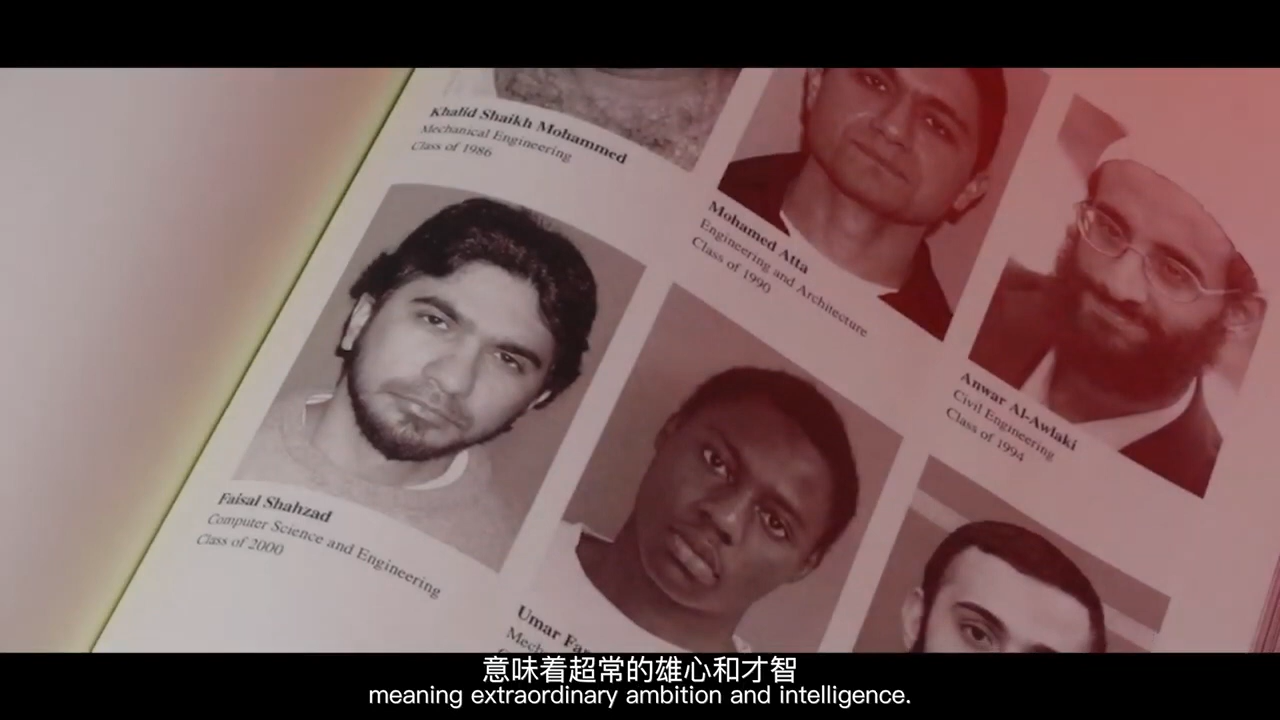 Khalid Shaikh Mohammed
Mechanical Engineering
Class of 1986
Mohamed Atta
Engineering and Architecture
Class of 1990
Anwar Al-Awlaki
Civil Engineering
Class of 1994
Faisal Shahzad
Computer Science and Engineering
Class of 2000
Umar
意味着超常的雄心和才智
meaning extraordinary ambition and intelligence.